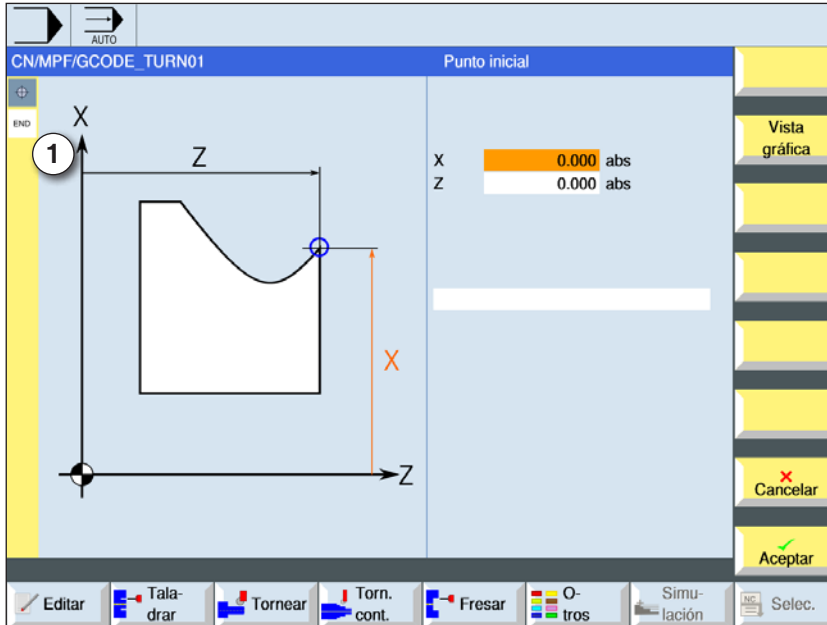 AUTO
CN/MPF/GCODE_TURN01
Punto inicial
END
X
1
Z
X
Z
X 0.000 abs
Z 0.000 abs
Vista
gráfica
Cancelar
Aceptar
Editar
Tala-
drar
Tornear
Torn.
cont.
Fresar
O-
tros
Simu-
lación
NC
Selec.